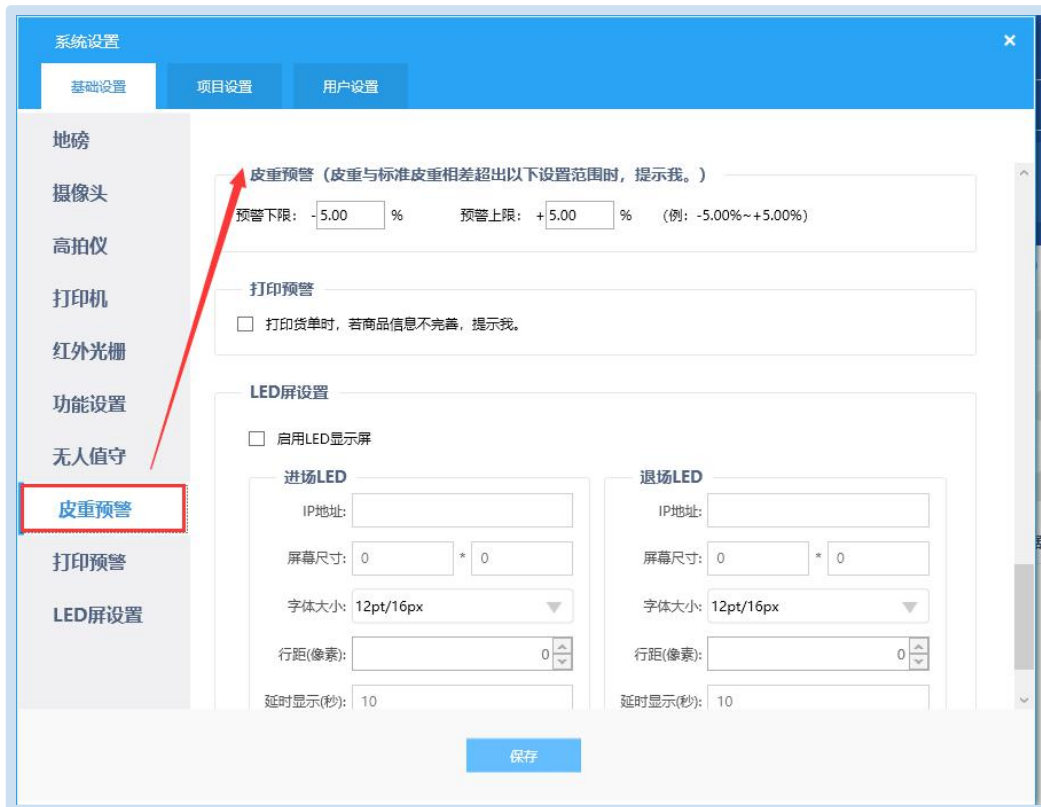 系统设置 ×
基础设置 项目设置 用户设置
地磅
摄像头
高拍仪
打印机
红外光栅
功能设置
无人值守
皮重预警
打印预警
LED屏设置
皮重预警（皮重与标准皮重相差超出以下设置范围时，提示我。）
预警下限： - 5.00 % 预警上限： + 5.00 % （例：-5.00%~+5.00%）
打印预警
打印货单时，若商品信息不完善，提示我。
LED屏设置
启用LED显示屏
进场LED
IP地址:
屏幕尺寸: 0 * 0
字体大小: 12pt/16px
行距(像素): 0
延时显示(秒): 10
退场LED
IP地址:
屏幕尺寸: 0 * 0
字体大小: 12pt/16px
行距(像素): 0
延时显示(秒): 10
保存